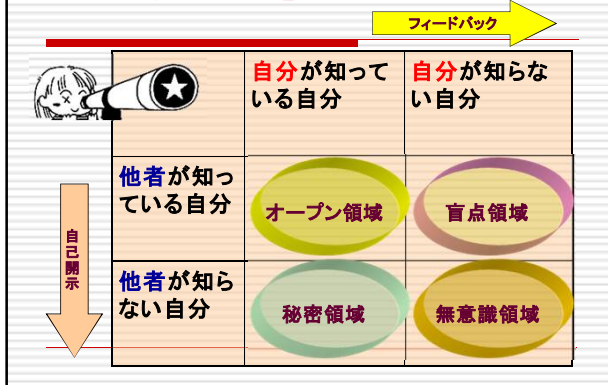 フィードバック
自分が知って
いる自分
自分が知らな
い自分
他者が知っ
ている自分
オープン領域
盲点領域
自己開示
他者が知ら
ない自分
秘密領域
無意識領域